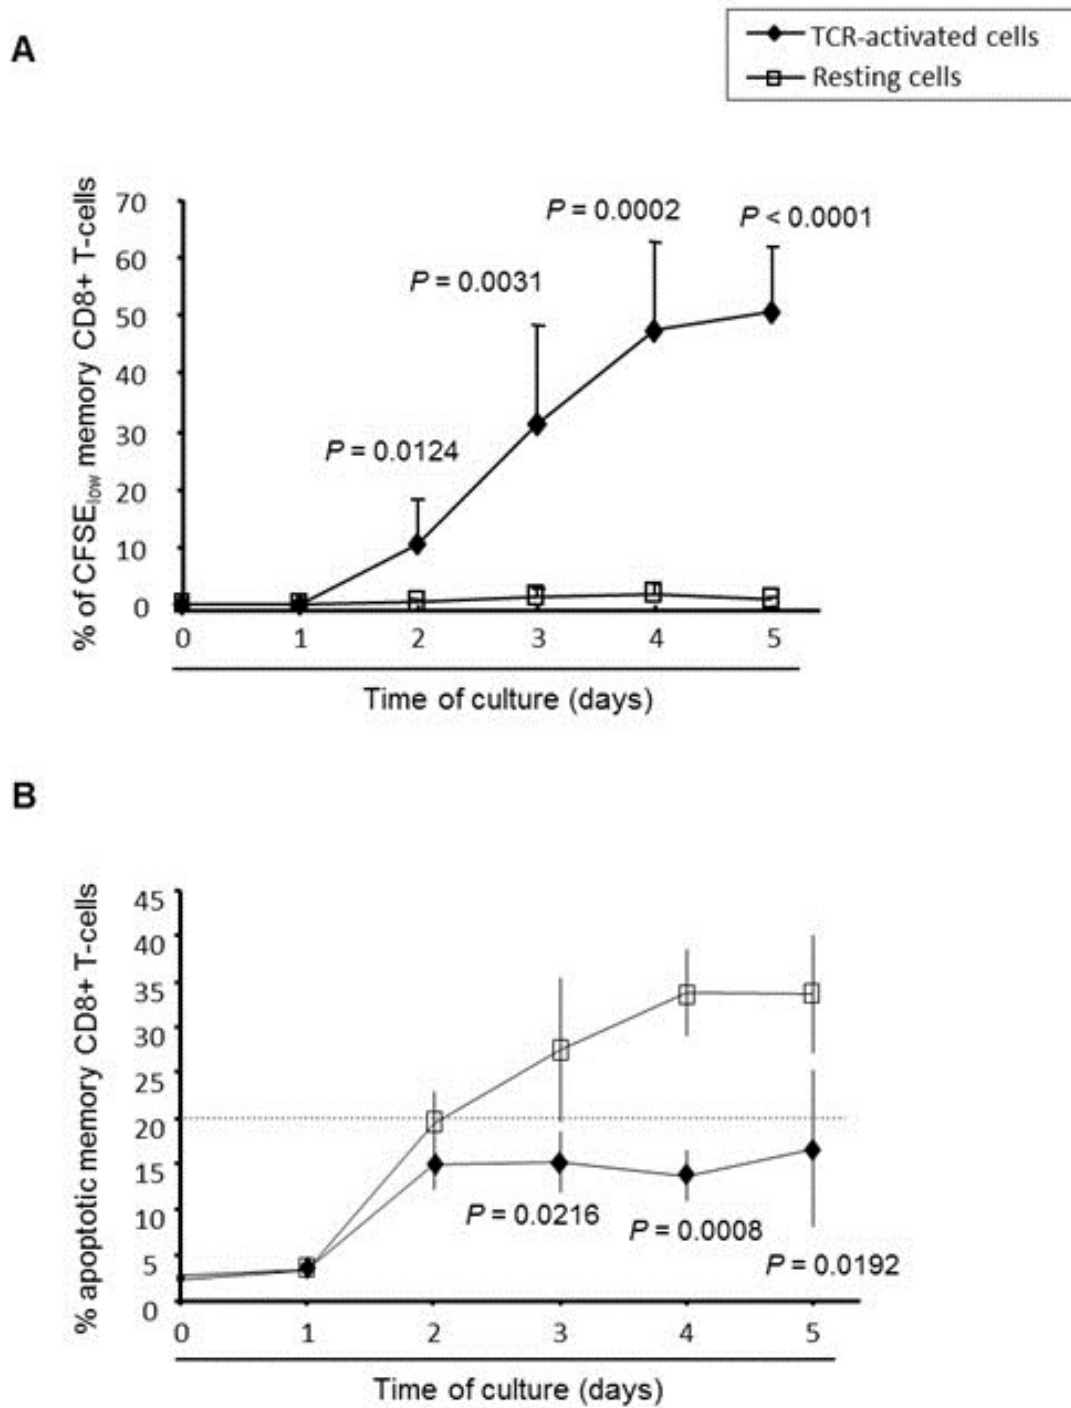 A
TCR-activated cells
Resting cells
% of CFSElow memory CD8+ T-cells
70
60
50
40
30
20
10
0
P = 0.0124
P = 0.0031
P = 0.0002
P < 0.0001
0 1 2 3 4 5
Time of culture (days)
B
% apoptotic memory CD8+ T-cells
45
40
35
30
25
20
15
10
5
0
P = 0.0216
P = 0.0008
P = 0.0192
0 1 2 3 4 5
Time of culture (days)